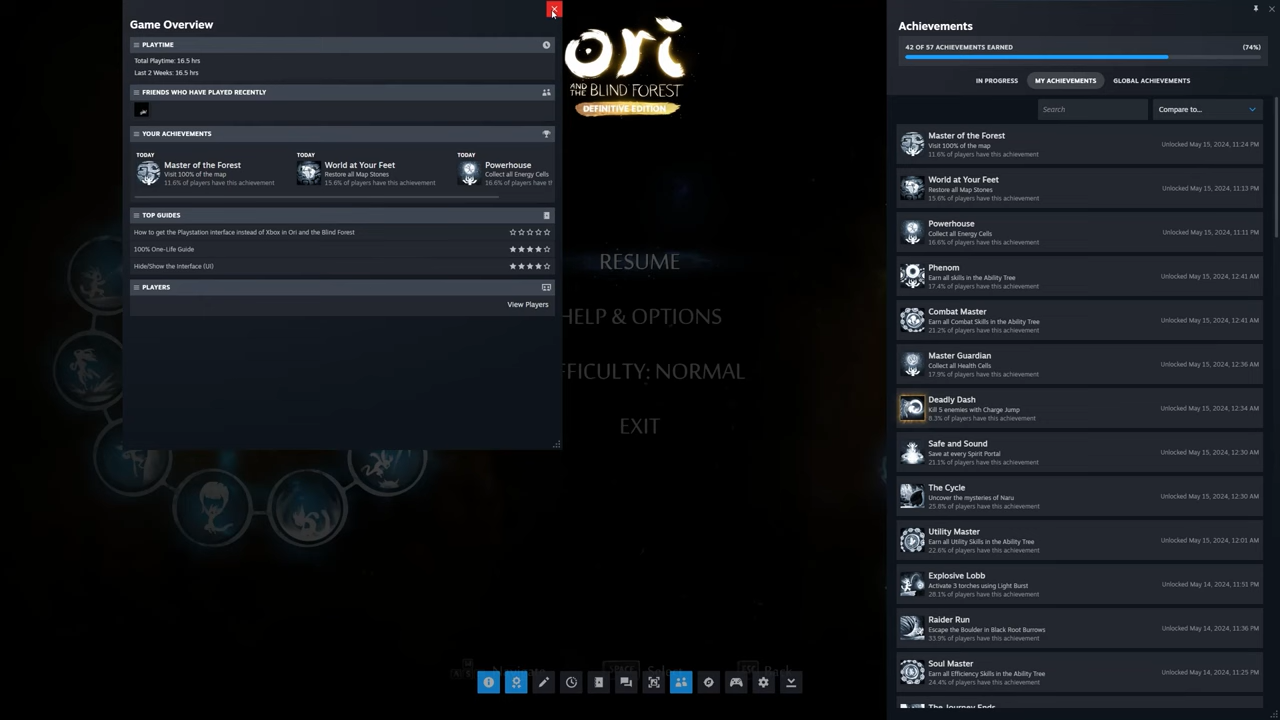 Game Overview
PLAYTIME
Total Playtime: 16.5 hrs
Last 2 Weeks: 16.5 hrs
FRIENDS WHO HAVE PLAYED RECENTLY
YOUR ACHIEVEMENTS
TODAY
Master of the Forest
Visit 100% of the map
11.6% of players have this achievement
TODAY
World at Your Feet
Restore all Map Stones
15.6% of players have this achievement
TODAY
Powerhouse
Collect all Energy Cells
16.6% of players have th
TOP GUIDES
How to get the Playstation interface instead of Xbox in Ori and the Blind Forest
100% One-Life Guide
Hide/Show the Interface (UI)
PLAYERS
View Players
ori
AND THE BLIND FOREST
DEFINITIVE EDITION
RESUME
HELP & OPTIONS
FFICULTY: NORMAL
EXIT
Navigate
SPACE Select
ESC Back
Achievements
42 OF 57 ACHIEVEMENTS EARNED (74%)
IN PROGRESS MY ACHIEVEMENTS GLOBAL ACHIEVEMENTS
Search Compare to...
Master of the Forest
Visit 100% of the map
11.6% of players have this achievement
Unlocked May 15, 2024, 11:24 PM
World at Your Feet
Restore all Map Stones
15.6% of players have this achievement
Unlocked May 15, 2024, 11:13 PM
Powerhouse
Collect all Energy Cells
16.6% of players have this achievement
Unlocked May 15, 2024, 11:11 PM
Phenom
Earn all skills in the Ability Tree
17.4% of players have this achievement
Unlocked May 15, 2024, 12:41 AM
Combat Master
Earn all Combat Skills in the Ability Tree
21.2% of players have this achievement
Unlocked May 15, 2024, 12:41 AM
Master Guardian
Collect all Health Cells
17.9% of players have this achievement
Unlocked May 15, 2024, 12:36 AM
Deadly Dash
Kill 5 enemies with Charge Jump
8.3% of players have this achievement
Unlocked May 15, 2024, 12:34 AM
Safe and Sound
Save at every Spirit Portal
21.1% of players have this achievement
Unlocked May 15, 2024, 12:30 AM
The Cycle
Uncover the mysteries of Naru
25.8% of players have this achievement
Unlocked May 15, 2024, 12:30 AM
Utility Master
Earn all Utility Skills in the Ability Tree
22.6% of players have this achievement
Unlocked May 15, 2024, 12:01 AM
Explosive Lobb
Activate 3 torches using Light Burst
28.1% of players have this achievement
Unlocked May 14, 2024, 11:51 PM
Raider Run
Escape the Boulder in Black Root Burrows
33.9% of players have this achievement
Unlocked May 14, 2024, 11:36 PM
Soul Master
Earn all Efficiency Skills in the Ability Tree
24.4% of players have this achievement
Unlocked May 14, 2024, 11:25 PM
The Journey Ends